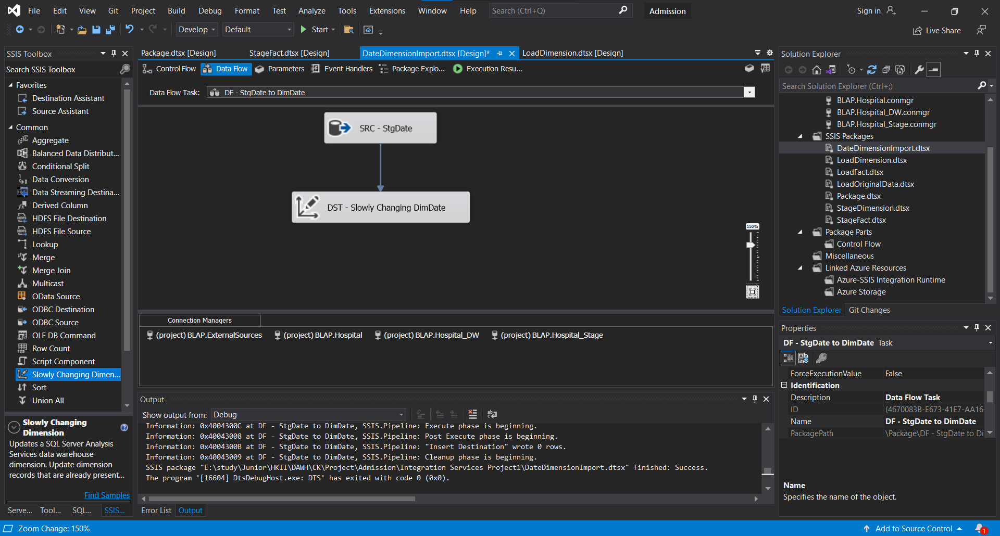 File Edit View Git Project Build Debug Format Test Analyze Tools Extensions Window Help Search (Ctrl+Q) Admission Sign in
Develop Default Start Live Share
SSIS Toolbox
Search SSIS Toolbox
Favorites
Destination Assistant
Source Assistant
Common
Aggregate
Balanced Data Distribut...
Conditional Split
Data Conversion
Data Streaming Destina...
Derived Column
HDFS File Destination
HDFS File Source
Lookup
Merge
Merge Join
Multicast
OData Source
ODBC Destination
ODBC Source
OLE DB Command
Row Count
Script Component
Slowly Changing Dimen...
Sort
Union All
Slowly Changing
Dimension
Updates a SQL Server Analysis
Services data warehouse
dimension. Update dimension
records that are already present...
Find Samples
Serve... Tool... SQL... SSIS...
Package.dtsx [Design] StageFact.dtsx [Design] DateDimensionImport.dtsx [Design]* LoadDimension.dtsx [Design]
Control Flow Data Flow Parameters Event Handlers Package Explo... Execution Resu...
Data Flow Task: DF - StgDate to DimDate
SRC - StgDate
DST - Slowly Changing DimDate
150%
Connection Managers
(project) BLAP.ExternalSources (project) BLAP.Hospital (project) BLAP.Hospital_DW (project) BLAP.Hospital_Stage
Output
Show output from: Debug
Information: 0x4004300C at DF - StgDate to DimDate, SSIS.Pipeline: Execute phase is beginning.
Information: 0x40043008 at DF - StgDate to DimDate, SSIS.Pipeline: Post Execute phase is beginning.
Information: 0x4004300B at DF - StgDate to DimDate, SSIS.Pipeline: "Insert Destination" wrote 0 rows.
Information: 0x40043009 at DF - StgDate to DimDate, SSIS.Pipeline: Cleanup phase is beginning.
SSIS package "E:\study\Junior\HKII\DAWH\CK\Project\Admission\Integration Services Project1\DateDimensionImport.dtsx" finished: Success.
The program '[16604] DtsDebugHost.exe: DTS' has exited with code 0 (0x0).
Error List Output
Solution Explorer
Search Solution Explorer (Ctrl+;)
BLAP.Hospital.conmgr
BLAP.Hospital_DW.conmgr
BLAP.Hospital_Stage.conmgr
SSIS Packages
DateDimensionImport.dtsx
LoadDimension.dtsx
LoadFact.dtsx
LoadOriginalData.dtsx
Package.dtsx
StageDimension.dtsx
StageFact.dtsx
Package Parts
Control Flow
Miscellaneous
Linked Azure Resources
Azure-SSIS Integration Runtime
Azure Storage
Solution Explorer Git Changes
Properties
DF - StgDate to DimDate Task
ForceExecutionValue False
Identification
Description Data Flow Task
ID {4670083B-E673-41E7-AA16-
Name DF - StgDate to DimDate
PackagePath \Package\DF - StgDate to Di
Name
Specifies the name of the object.
Zoom Change: 150% Add to Source Control 1